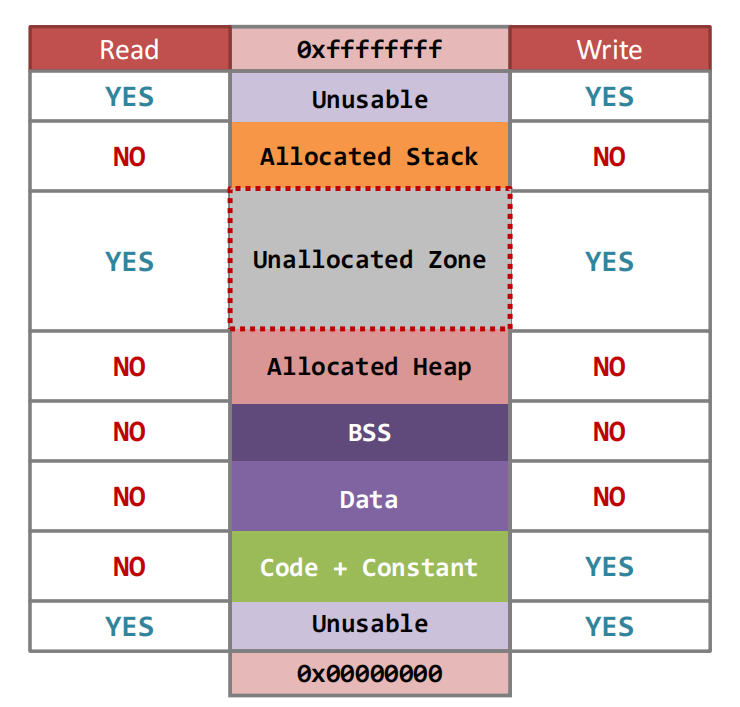 Read 0xffffffff Write
YES Unusable YES
NO Allocated Stack NO
YES Unallocated Zone YES
NO Allocated Heap NO
NO BSS NO
NO Data NO
NO Code + Constant YES
YES Unusable YES
0x00000000